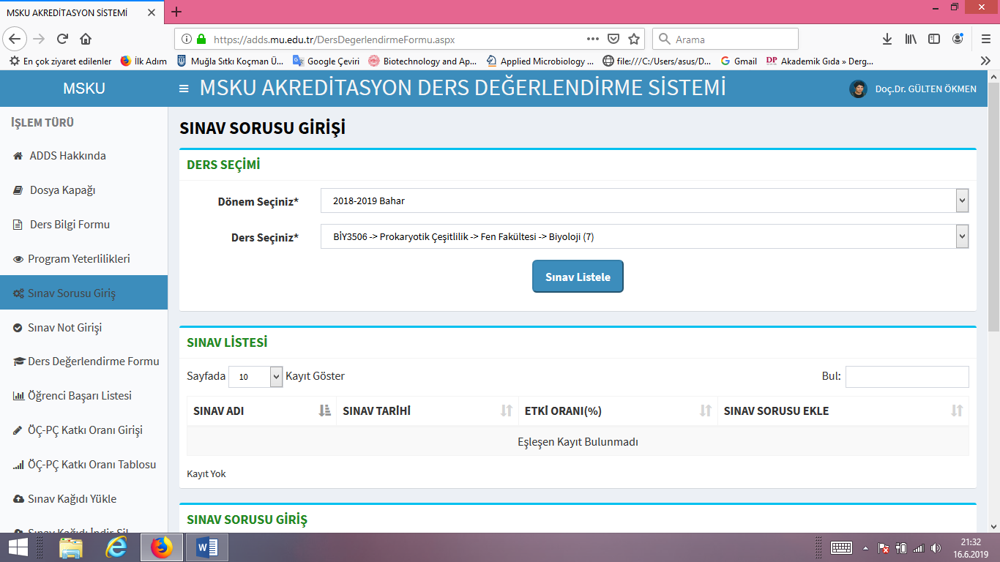 MSKU AKREDİTASYON SİSTEMİ
https://adds.mu.edu.tr/DersDegerlendirmeFormu.aspx
Arama
En çok ziyaret edilenler İlk Adım Muğla Sıtkı Koçman Ü... Google Çeviri Biotechnology and Ap... Applied Microbiology ... file:///C:/Users/asus/D... Gmail DP Akademik Gıda » Derg...
MSKU
MSKU AKREDİTASYON DERS DEĞERLENDİRME SİSTEMİ
Doç.Dr. GÜLTEN ÖKMEN
İŞLEM TÜRÜ
ADDS Hakkında
Dosya Kapağı
Ders Bilgi Formu
Program Yeterlilikleri
Sınav Sorusu Giriş
Sınav Not Girişi
Ders Değerlendirme Formu
Öğrenci Başarı Listesi
ÖÇ-PÇ Katkı Oranı Girişi
ÖÇ-PÇ Katkı Oranı Tablosu
Sınav Kağıdı Yükle
Sınav Kağıdı İndir Sil
SINAV SORUSU GİRİŞİ
DERS SEÇİMİ
Dönem Seçiniz* 2018-2019 Bahar
Ders Seçiniz* BİY3506 -> Prokaryotik Çeşitlilik -> Fen Fakültesi -> Biyoloji (7)
Sınav Listele
SINAV LİSTESİ
Sayfada 10 Kayıt Göster Bul:
SINAV ADI SINAV TARİHİ ETKİ ORANI(%) SINAV SORUSU EKLE
Eşleşen Kayıt Bulunmadı
Kayıt Yok
SINAV SORUSU GİRİŞ
21:32
16.6.2019